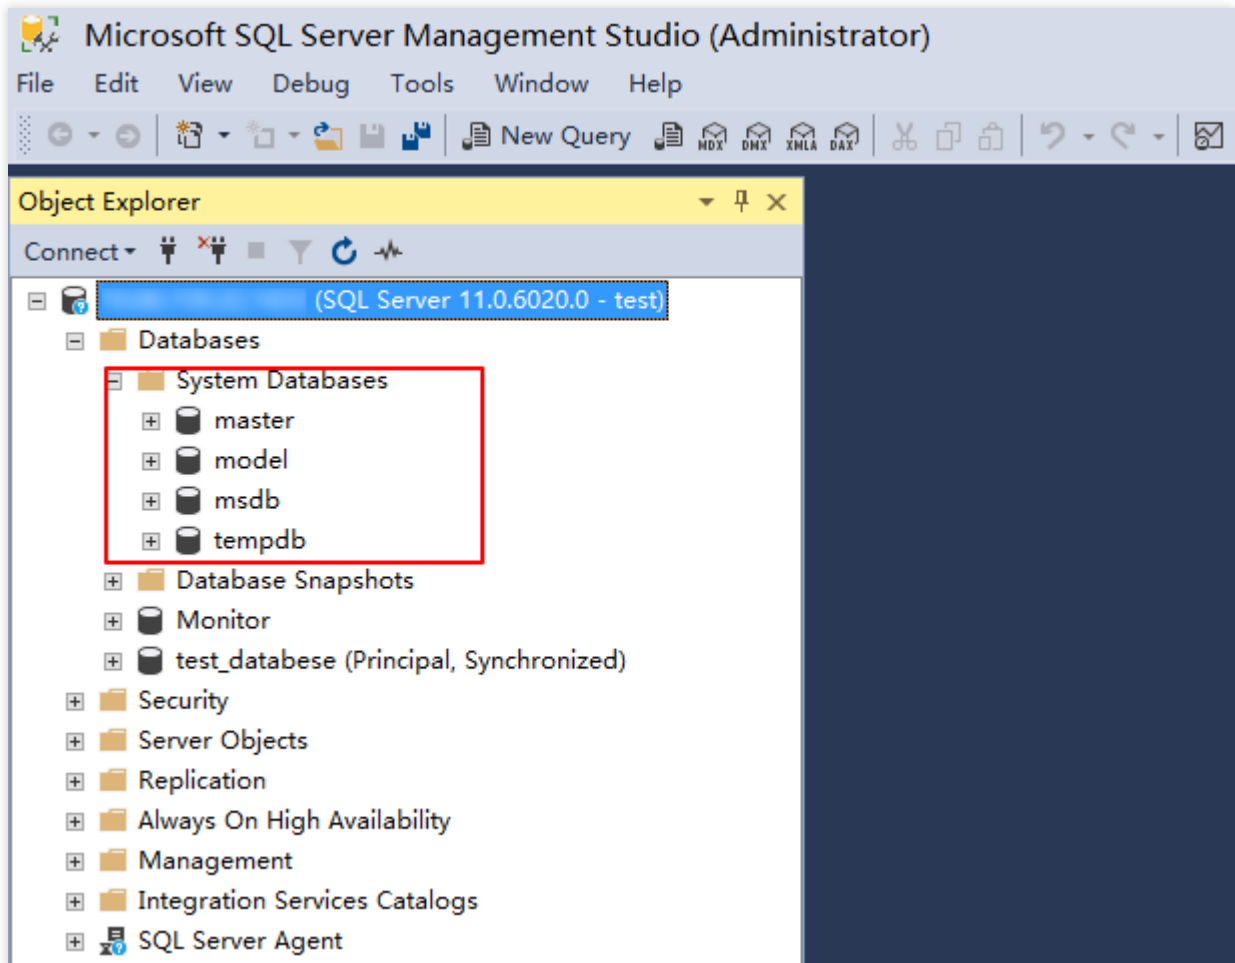 Microsoft SQL Server Management Studio (Administrator)
File Edit View Debug Tools Window Help
New Query MDX DMX XMLA DAX
Object Explorer
Connect
(SQL Server 11.0.6020.0 - test)
Databases
System Databases
master
model
msdb
tempdb
Database Snapshots
Monitor
test_databese (Principal, Synchronized)
Security
Server Objects
Replication
Always On High Availability
Management
Integration Services Catalogs
SQL Server Agent